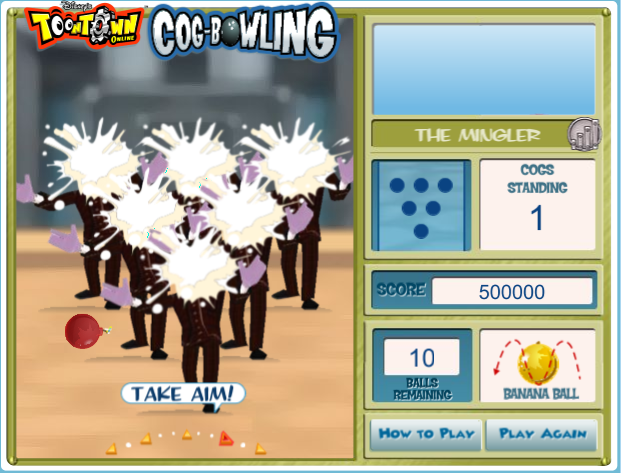 Disney's
TOONTOWN
ONLINE
COG-BOWLING
THE MINGLER
COGS
STANDING
1
SCORE
500000
10
BALLS
REMAINING
BANANA BALL
TAKE AIM!
HOW TO PLAY
PLAY AGAIN